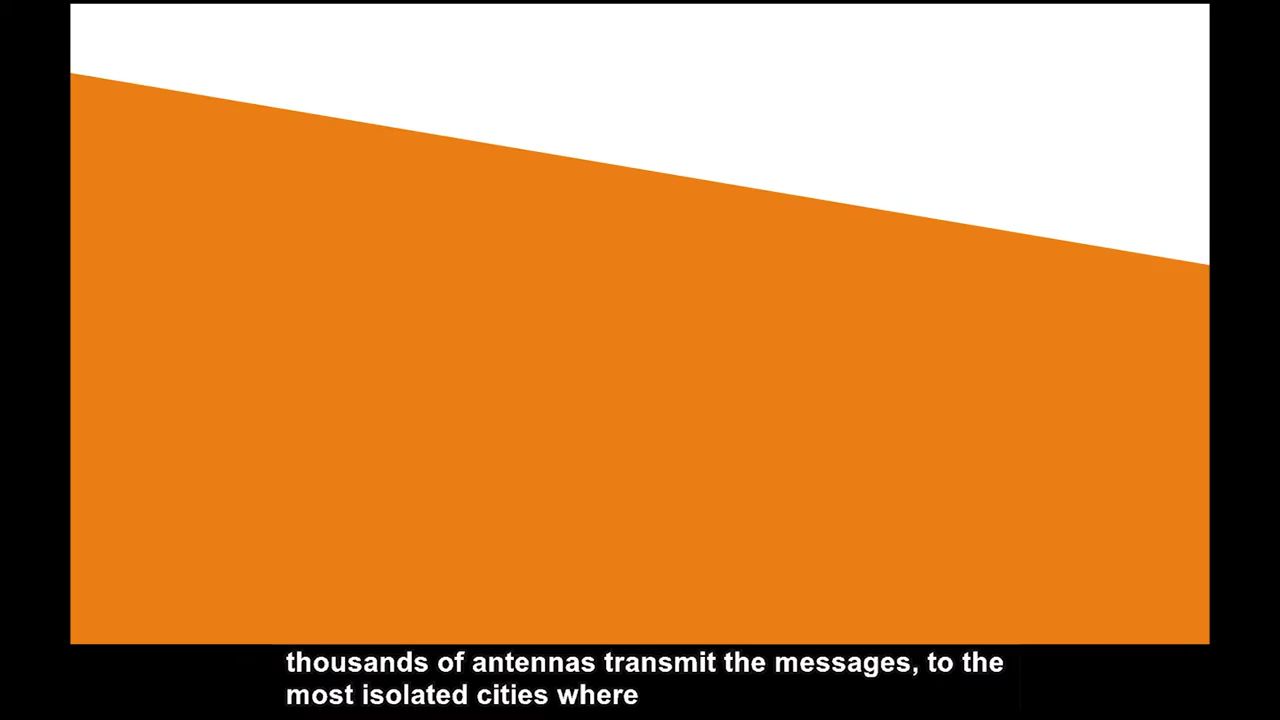 thousands of antennas transmit the messages, to the
most isolated cities where